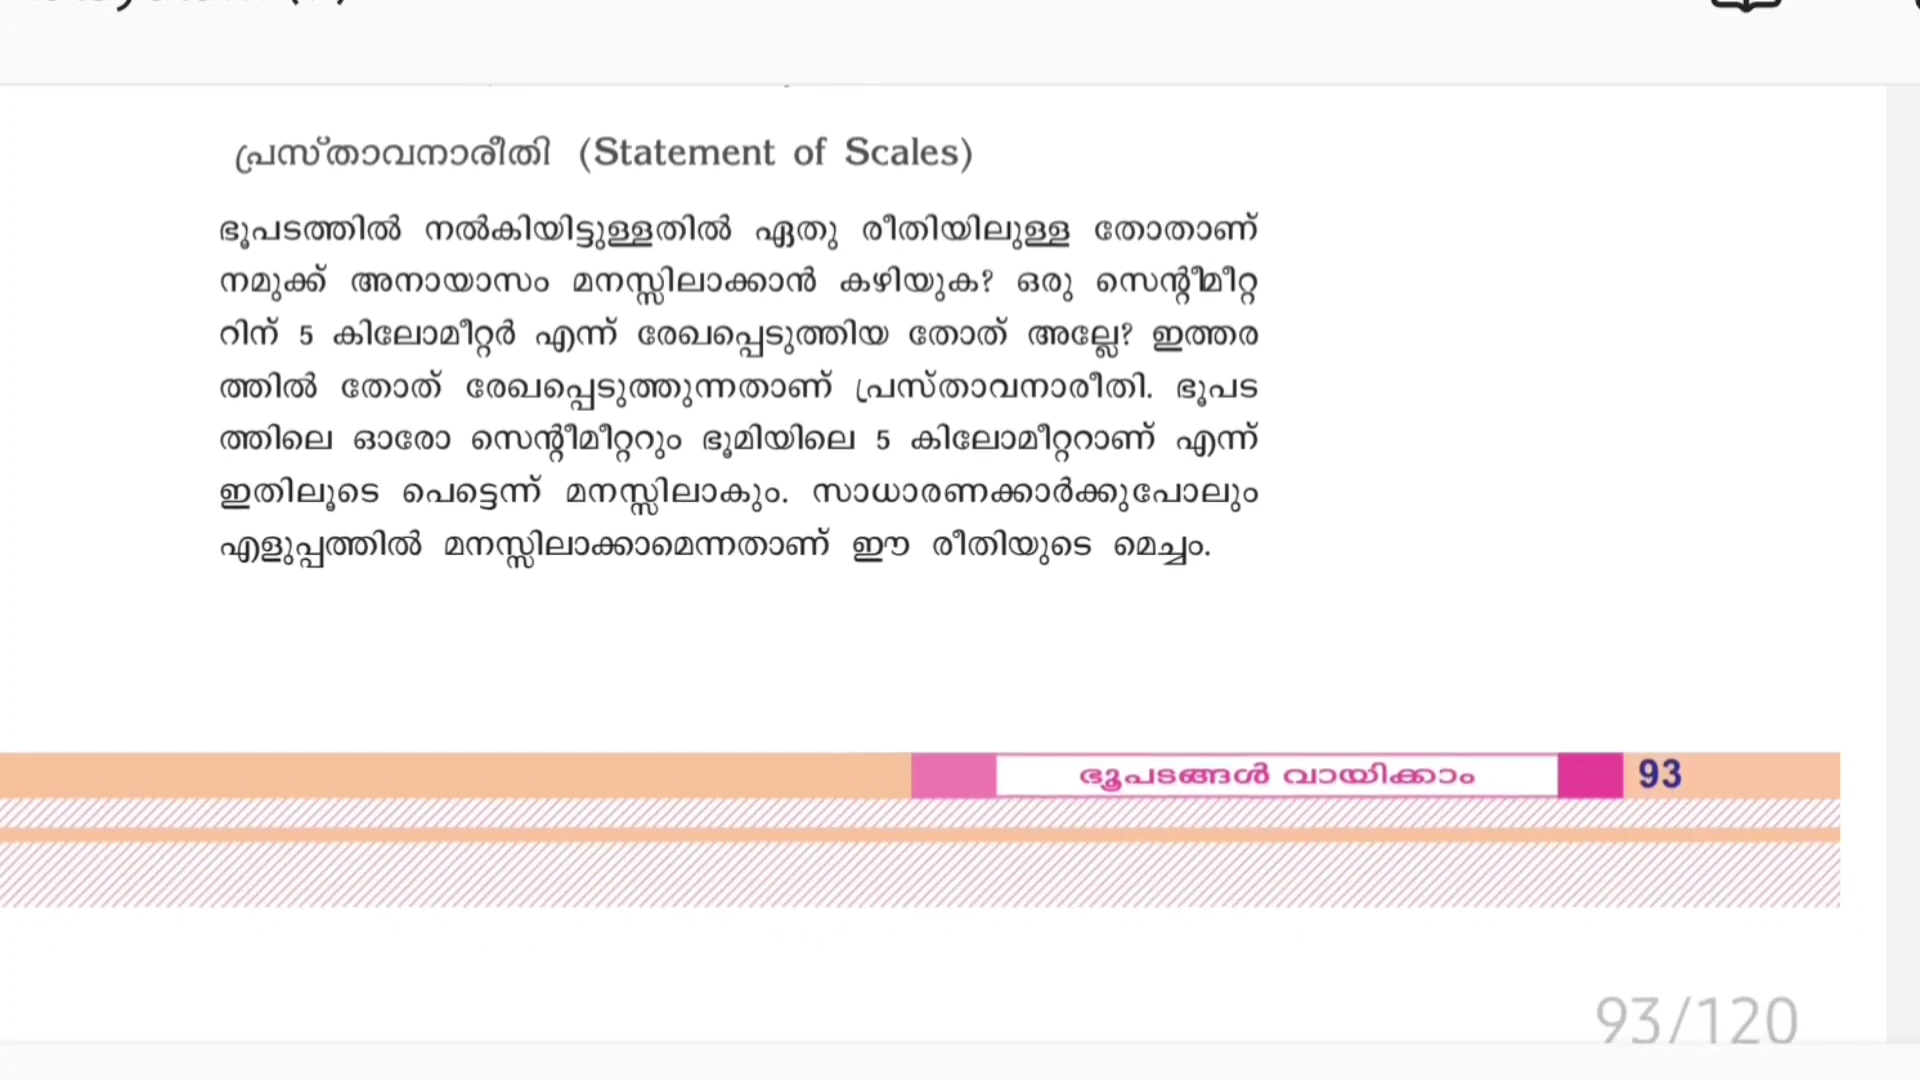 പ്രസ്താവനാരീതി (Statement of Scales)
ഭൂപടത്തിൽ നൽകിയിട്ടുള്ളതിൽ ഏതു രീതിയിലുള്ള തോതാണ്
നമുക്ക് അനായാസം മനസ്സിലാക്കാൻ കഴിയുക? ഒരു സെന്റീമീറ്റ
റിന് 5 കിലോമീറ്റർ എന്ന് രേഖപ്പെടുത്തിയ തോത് അല്ലേ? ഇത്തര
ത്തിൽ തോത് രേഖപ്പെടുത്തുന്നതാണ് പ്രസ്താവനാരീതി. ഭൂപട
ത്തിലെ ഓരോ സെന്റീമീറ്ററും ഭൂമിയിലെ 5 കിലോമീറ്ററാണ് എന്ന്
ഇതിലൂടെ പെട്ടെന്ന് മനസ്സിലാകും. സാധാരണക്കാർക്കുപോലും
എളുപ്പത്തിൽ മനസ്സിലാക്കാമെന്നതാണ് ഈ രീതിയുടെ മെച്ചം.
ഭൂപടങ്ങൾ വായിക്കാം 93
93/120